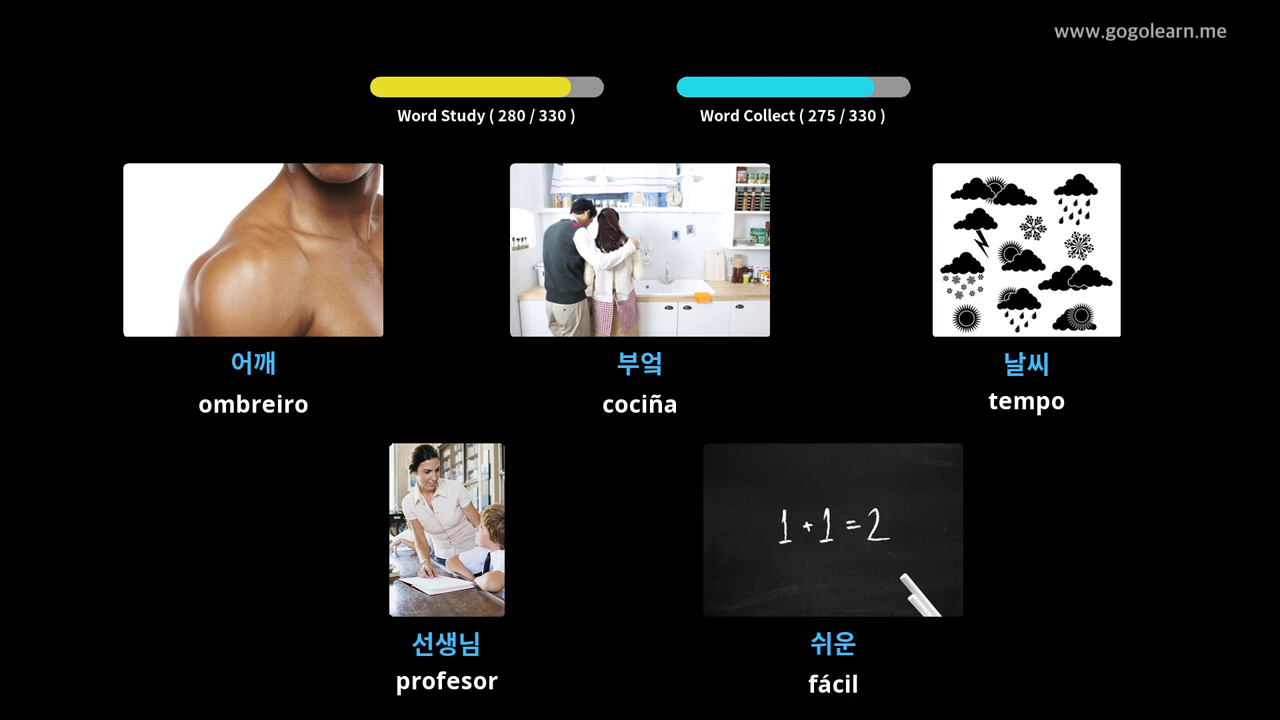 www.gogolearn.me
Word Study ( 280 / 330 )
Word Collect ( 275 / 330 )
어깨
부엌
날씨
ombreiro
cociña
tempo
1 + 1 = 2
선생님
쉬운
profesor
fácil